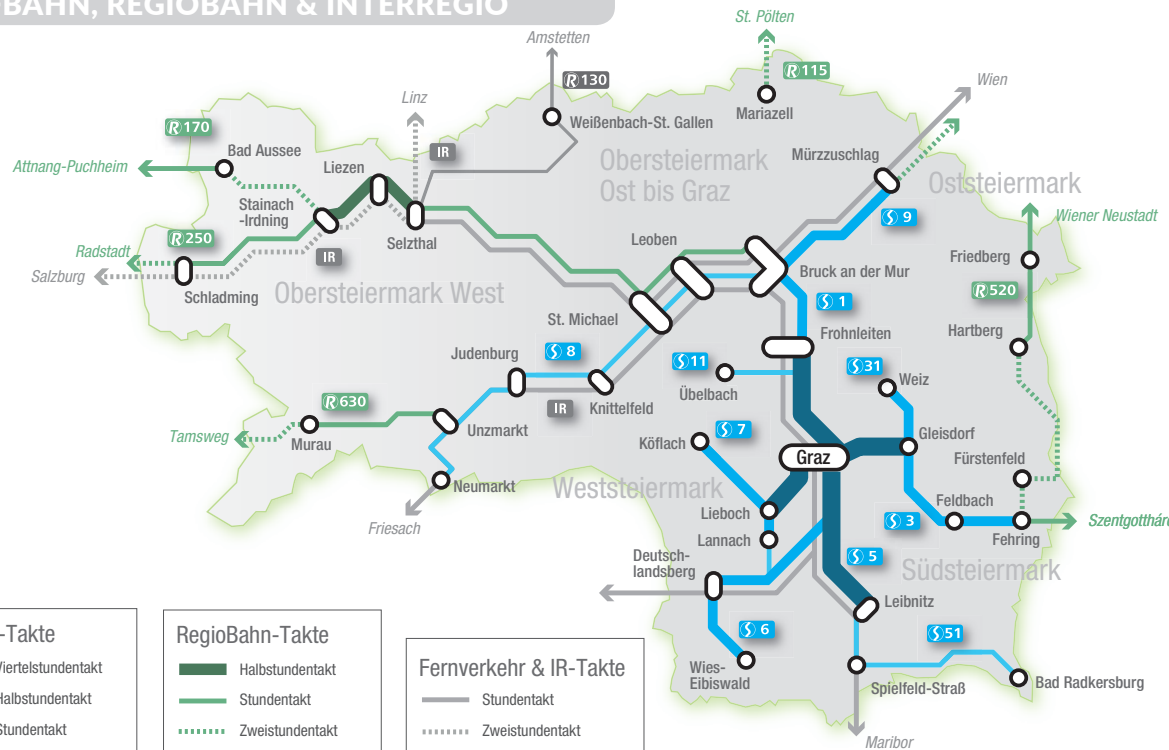 BAHN, REGIOBAHN & INTERREGIO
St. Pölten
Amstetten
R 115
R 130
Wien
Linz
Mariazell
Weißenbach-St. Gallen
R 170
Bad Aussee
IR
Obersteiermark
Ost bis Graz
Mürzzuschlag
Attnang-Puchheim
Liezen
Oststeiermark
Stainach
-Irdning
S 9
Wiener Neustadt
R 250
Selzthal
Leoben
Radstadt
IR
Friedberg
Salzburg
Bruck an der Mur
Schladming
Obersteiermark West
R 520
S 1
St. Michael
Frohnleiten
Hartberg
Judenburg
S 8
S 11
S 31
Weiz
Übelbach
R 630
IR
Knittelfeld
Unzmarkt
S 7
Gleisdorf
Tamsweg
Murau
Köflach
Graz
Fürstenfeld
Neumarkt
Weststeiermark
Feldbach
Lieboch
S 3
Szentgotthár
Friesach
Lannach
Fehring
Deutsch-
landsberg
S 5
Südsteiermark
Leibnitz
S 6
S 51
-Takte
RegioBahn-Takte
Fernverkehr & IR-Takte
Viertelstundentakt
Halbstundentakt
Stundentakt
Halbstundentakt
Stundentakt
Zweistundentakt
Stundentakt
Zweistundentakt
Wies-
Eibiswald
Spielfeld-Straß
Bad Radkersburg
Maribor